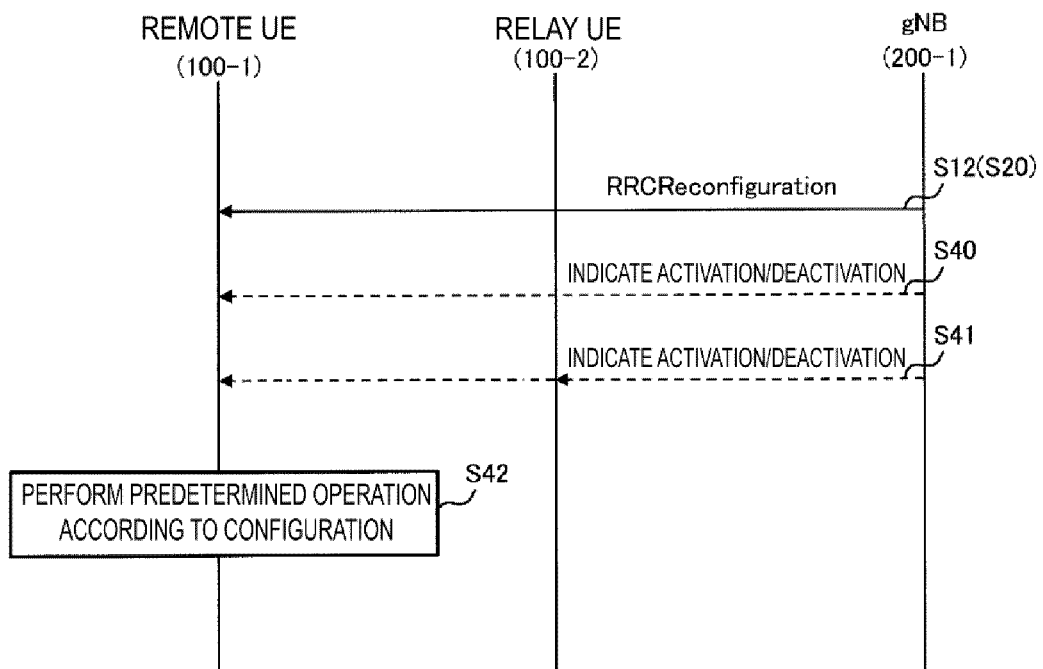 REMOTE UE
(100-1)
RELAY UE
(100-2)
gNB
(200-1)
S12(S20)
RRCReconfiguration
S40
INDICATE ACTIVATION/DEACTIVATION
S41
INDICATE ACTIVATION/DEACTIVATION
S42
PERFORM PREDETERMINED OPERATION
ACCORDING TO CONFIGURATION